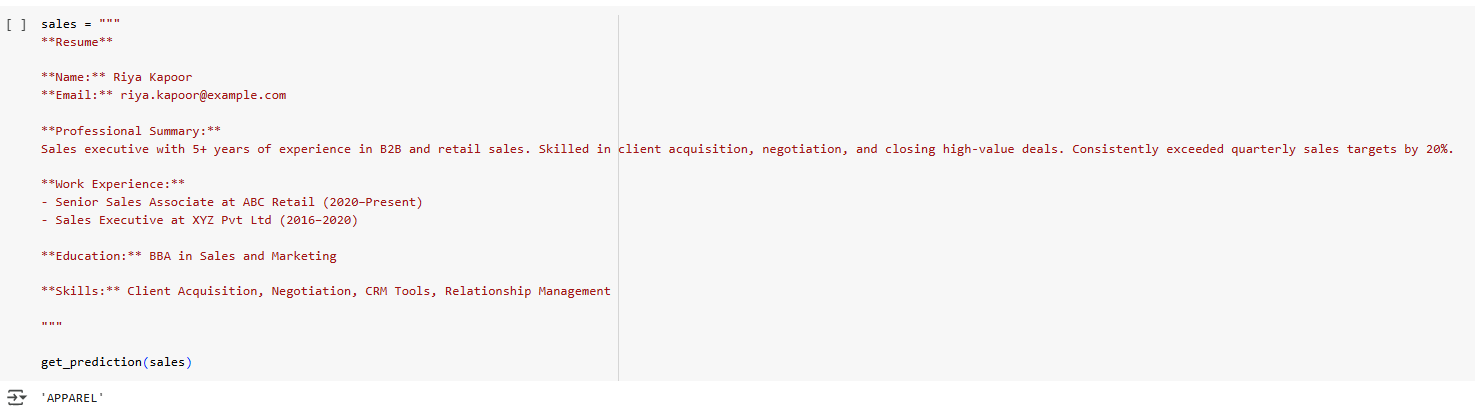 [ ] sales = """
**Resume**
**Name:** Riya Kapoor
**Email:** riya.kapoor@example.com
**Professional Summary:**
Sales executive with 5+ years of experience in B2B and retail sales. Skilled in client acquisition, negotiation, and closing high-value deals. Consistently exceeded quarterly sales targets by 20%.
**Work Experience:**
- Senior Sales Associate at ABC Retail (2020–Present)
- Sales Executive at XYZ Pvt Ltd (2016–2020)
**Education:** BBA in Sales and Marketing
**Skills:** Client Acquisition, Negotiation, CRM Tools, Relationship Management
"""
get_prediction(sales)
'APPAREL'